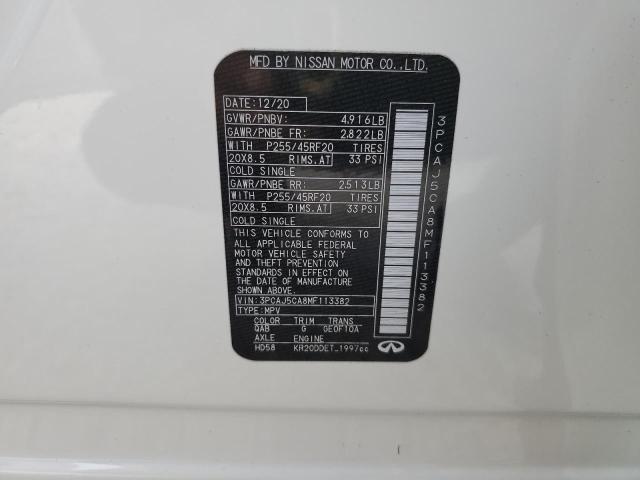 MFD BY NISSAN MOTOR CO.,LTD.
DATE: 12/20
GVWR/PNBV: 4.916LB
GAWR/PNBE FR: 2.822LB
WITH P255/45RF20 TIRES
20X8.5 RIMS.AT 33 PSI
COLD SINGLE
GAWR/PNBE RR: 2.513LB
WITH P255/45RF20 TIRES
20X8.5 RIMS.AT 33 PSI
COLD SINGLE
THIS VEHICLE CONFORMS TO
ALL APPLICABLE FEDERAL
MOTOR VEHICLE SAFETY
AND THEFT PREVENTION
STANDARDS IN EFFECT ON
THE DATE OF MANUFACTURE
SHOWN ABOVE.
VIN: 3PCAJ5CA8MF113382
TYPE: MPV
COLOR TRIM TRANS
QAB G GE0F10A
AXLE ENGINE
HD58 KR20DDET_1997cc
3PCAJ5CA8MF113382